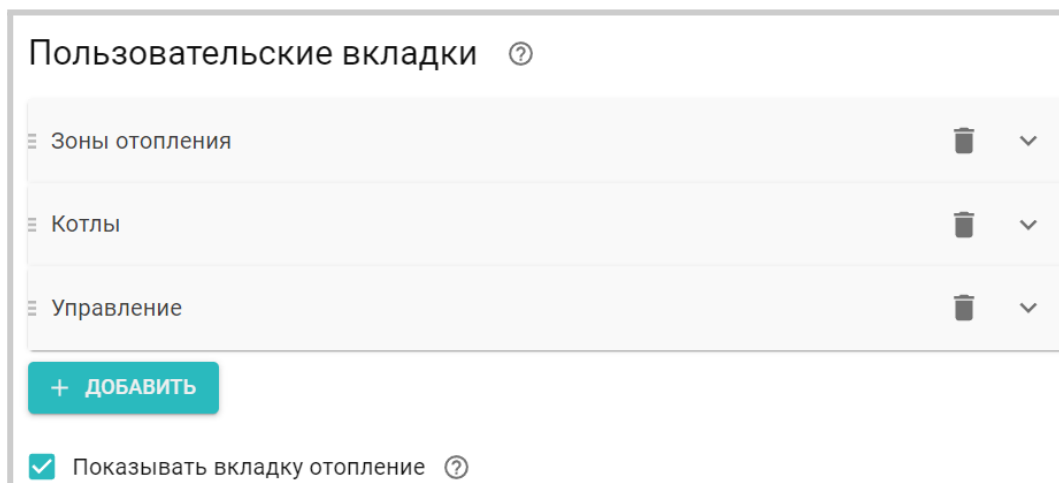 Пользовательские вкладки
Зоны отопления
Котлы
Управление
+ ДОБАВИТЬ
Показывать вкладку отопление